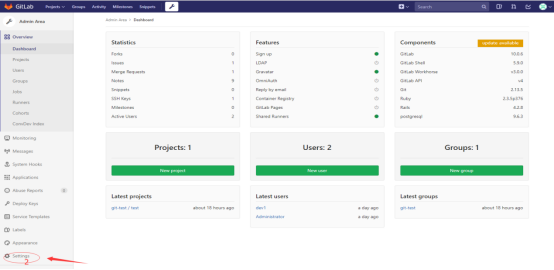 GitLab Projects Groups Activity Milestones Snippets Search
Admin Area
Admin Area › Dashboard
Overview
Dashboard
Projects
Users
Groups
Jobs
Runners
Cohorts
ConvDev Index
Monitoring
Messages
System Hooks
Applications
Abuse Reports 0
Deploy Keys
Service Templates
Labels
Appearance
Settings
2
Statistics
Forks 0
Issues 1
Merge Requests 1
Notes 9
Snippets 0
SSH Keys 1
Milestones 0
Active Users 2
Features
Sign up
LDAP
Gravatar
OmniAuth
Reply by email
Container Registry
GitLab Pages
Shared Runners
Components update available
GitLab 10.0.6
GitLab Shell 5.9.0
GitLab Workhorse v3.0.0
GitLab API v4
Git 2.13.5
Ruby 2.3.5p376
Rails 4.2.8
postgresql 9.6.3
Projects: 1
New project
Users: 2
New user
Groups: 1
New group
Latest projects
git-test / test about 18 hours ago
Latest users
dev1 a day ago
Administrator a day ago
Latest groups
git-test about 18 hours ago